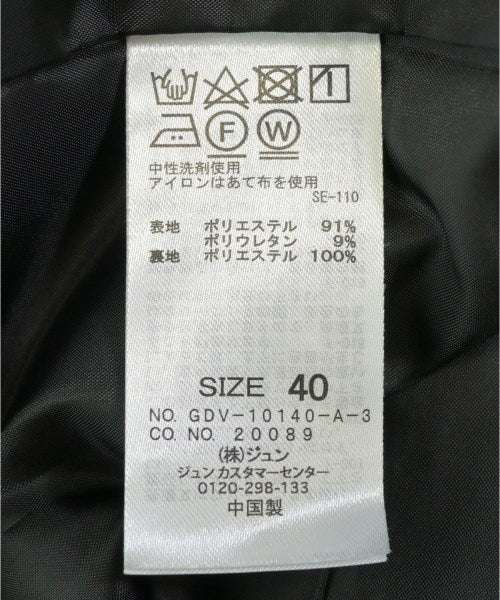 F W
中性洗剤使用
アイロンはあて布を使用
SE-110
表地 ポリエステル 91%
ポリウレタン 9%
裏地 ポリエステル 100%
SIZE 40
NO. GDV-10140-A-3
CO. NO. 20089
(株)ジュン
ジュン カスタマーセンター
0120-298-133
中国製